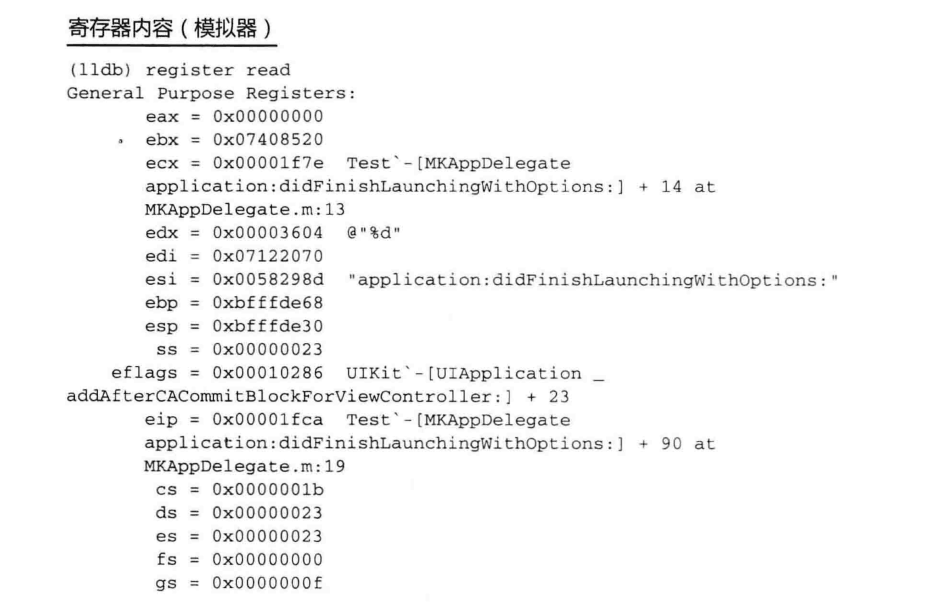 寄存器内容（模拟器）
(lldb) register read
General Purpose Registers:
eax = 0x00000000
ebx = 0x07408520
ecx = 0x00001f7e Test`-[MKAppDelegate
application:didFinishLaunchingWithOptions:] + 14 at
MKAppDelegate.m:13
edx = 0x00003604 @"%d"
edi = 0x07122070
esi = 0x0058298d "application:didFinishLaunchingWithOptions:"
ebp = 0xbfffde68
esp = 0xbfffde30
ss = 0x00000023
eflags = 0x00010286 UIKit`-[UIApplication _
addAfterCACommitBlockForViewController:] + 23
eip = 0x00001fca Test`-[MKAppDelegate
application:didFinishLaunchingWithOptions:] + 90 at
MKAppDelegate.m:19
cs = 0x0000001b
ds = 0x00000023
es = 0x00000023
fs = 0x00000000
gs = 0x0000000f